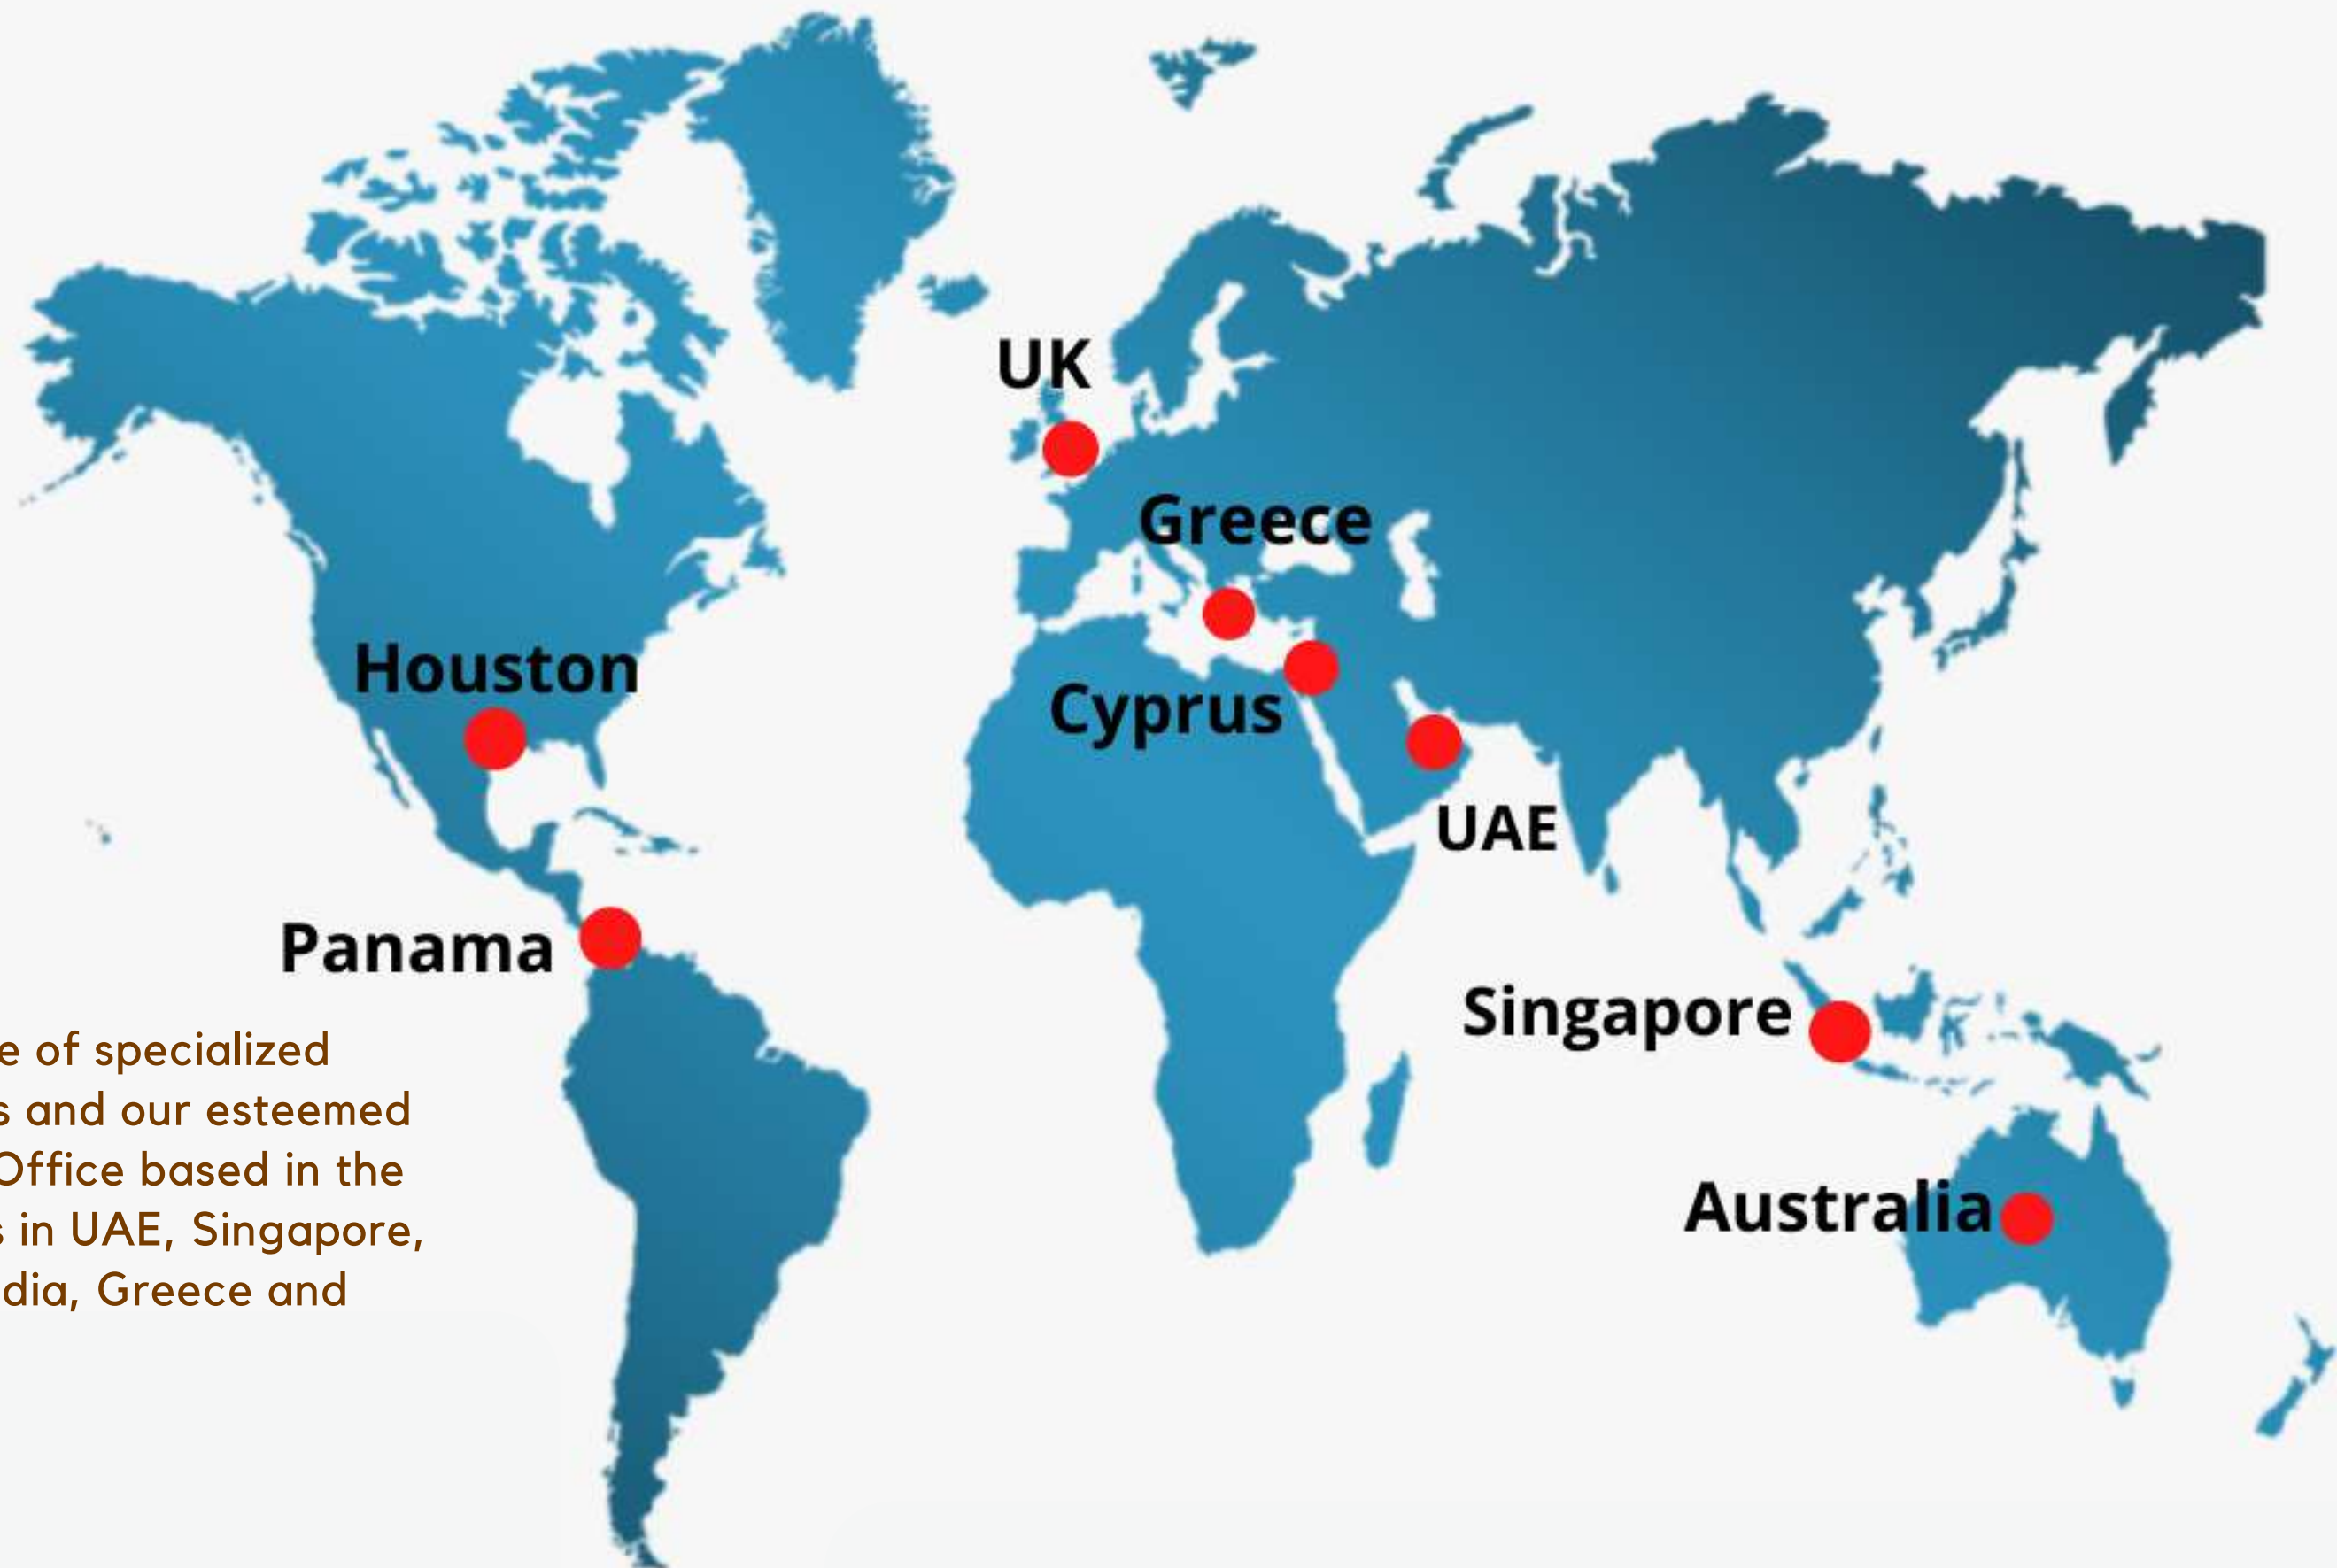 UK
Greece
Houston
Cyprus
UAE
Panama
Singapore
Australia
e of specialized
s and our esteemed
Office based in the
s in UAE, Singapore,
dia, Greece and